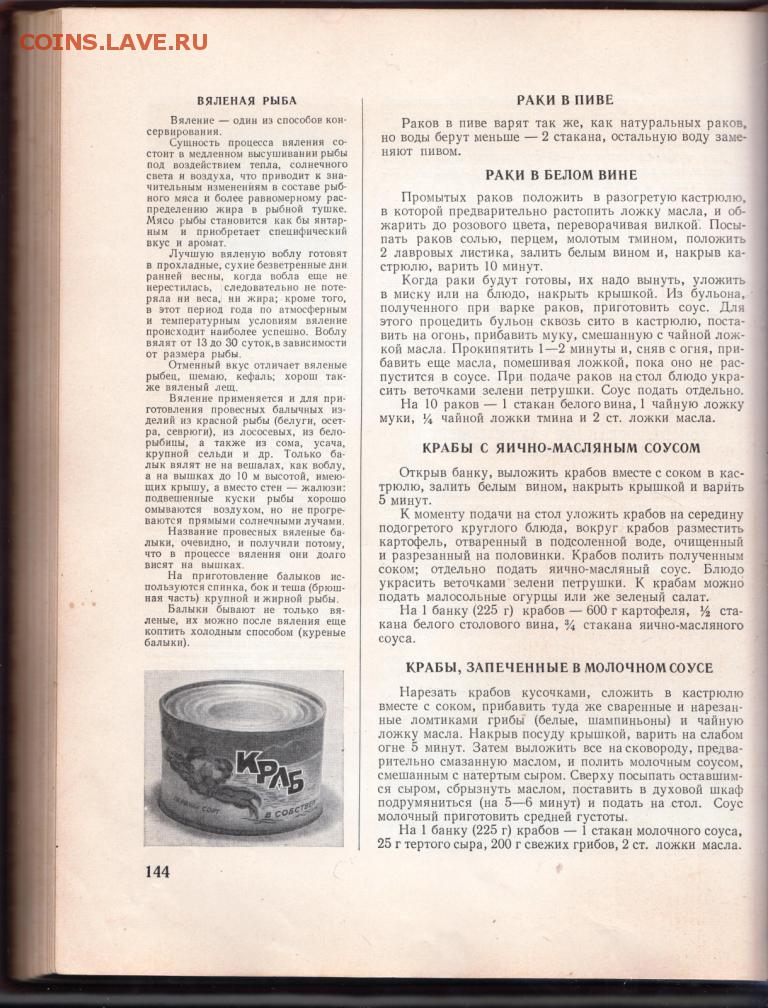 COINS.LAVE.RU
ВЯЛЕНАЯ РЫБА
Вяление — один из способов кон-
сервирования.
Сущность процесса вяления со-
стоит в медленном высушивании рыбы
под воздействием тепла, солнечного
света и воздуха, что приводит к зна-
чительным изменениям в составе рыб-
ного мяса и более равномерному рас-
пределению жира в рыбной тушке.
Мясо рыбы становится как бы янтар-
ным и приобретает специфический
вкус и аромат.
Лучшую вяленую воблу готовят
в прохладные, сухие безветренные дни
ранней весны, когда вобла еще не
нерестилась, следовательно не поте-
ряла ни веса, ни жира; кроме того,
в этот период года по атмосферным
и температурным условиям вяление
происходит наиболее успешно. Воблу
вялят от 13 до 30 суток, в зависимости
от размера рыбы.
Отменный вкус отличает вяленые
рыбец, шемаю, кефаль; хорош так-
же вяленый лещ.
Вяление применяется и для при-
готовления провесных балычных из-
делий из красной рыбы (белуги, осет-
ра, севрюги), из лососевых, из бело-
рыбицы, а также из сома, усача,
крупной сельди и др. Только ба-
лык вялят не на вешалах, как воблу,
а на вышках до 10 м высотой, имею-
щих крышу, а вместо стен — жалюзи:
подвешенные куски рыбы хорошо
омываются воздухом, но не прогре-
ваются прямыми солнечными лучами.
Название провесных вяленые ба-
лыки, очевидно, и получили потому,
что в процессе вяления они долго
висят на вышках.
На приготовление балыков ис-
пользуются спинка, бок и теша (брюш-
ная часть) крупной и жирной рыбы.
Балыки бывают не только вя-
леные, их можно после вяления еще
коптить холодным способом (куреные
балыки).
КРАБ
ПЕРВЫЙ СОРТ
В СОБСТВЕН
144
РАКИ В ПИВЕ
Раков в пиве варят так же, как натуральных раков,
но воды берут меньше — 2 стакана, остальную воду заме-
няют пивом.
РАКИ В БЕЛОМ ВИНЕ
Промытых раков положить в разогретую кастрюлю,
в которой предварительно растопить ложку масла, и об-
жарить до розового цвета, переворачивая вилкой. Посы-
пать раков солью, перцем, молотым тмином, положить
2 лавровых листика, залить белым вином и, накрыв ка-
стрюлю, варить 10 минут.
Когда раки будут готовы, их надо вынуть, уложить
в миску или на блюдо, накрыть крышкой. Из бульона,
полученного при варке раков, приготовить соус. Для
этого процедить бульон сквозь сито в кастрюлю, поста-
вить на огонь, прибавить муку, смешанную с чайной лож-
кой масла. Прокипятить 1—2 минуты и, сняв с огня, при-
бавить еще масла, помешивая ложкой, пока оно не рас-
пустится в соусе. При подаче раков на стол блюдо укра-
сить веточками зелени петрушки. Соус подать отдельно.
На 10 раков — 1 стакан белого вина, 1 чайную ложку
муки, ¼ чайной ложки тмина и 2 ст. ложки масла.
КРАБЫ С ЯИЧНО-МАСЛЯНЫМ СОУСОМ
Открыв банку, выложить крабов вместе с соком в кас-
трюлю, залить белым вином, накрыть крышкой и варить
5 минут.
К моменту подачи на стол уложить крабов на середину
подогретого круглого блюда, вокруг крабов разместить
картофель, отваренный в подсоленной воде, очищенный
и разрезанный на половинки. Крабов полить полученным
соком; отдельно подать яично-масляный соус. Блюдо
украсить веточками зелени петрушки. К крабам можно
подать малосольные огурцы или же зеленый салат.
На 1 банку (225 г) крабов — 600 г картофеля, ½ ста-
кана белого столового вина, ¾ стакана яично-масляного
соуса.
КРАБЫ, ЗАПЕЧЕННЫЕ В МОЛОЧНОМ СОУСЕ
Нарезать крабов кусочками, сложить в кастрюлю
вместе с соком, прибавить туда же сваренные и нарезан-
ные ломтиками грибы (белые, шампиньоны) и чайную
ложку масла. Накрыв посуду крышкой, варить на слабом
огне 5 минут. Затем выложить все на сковороду, предва-
рительно смазанную маслом, и полить молочным соусом,
смешанным с натертым сыром. Сверху посыпать оставшим-
ся сыром, сбрызнуть маслом, поставить в духовой шкаф
подрумяниться (на 5—6 минут) и подать на стол. Соус
молочный приготовить средней густоты.
На 1 банку (225 г) крабов — 1 стакан молочного соуса,
25 г тертого сыра, 200 г свежих грибов, 2 ст. ложки масла.